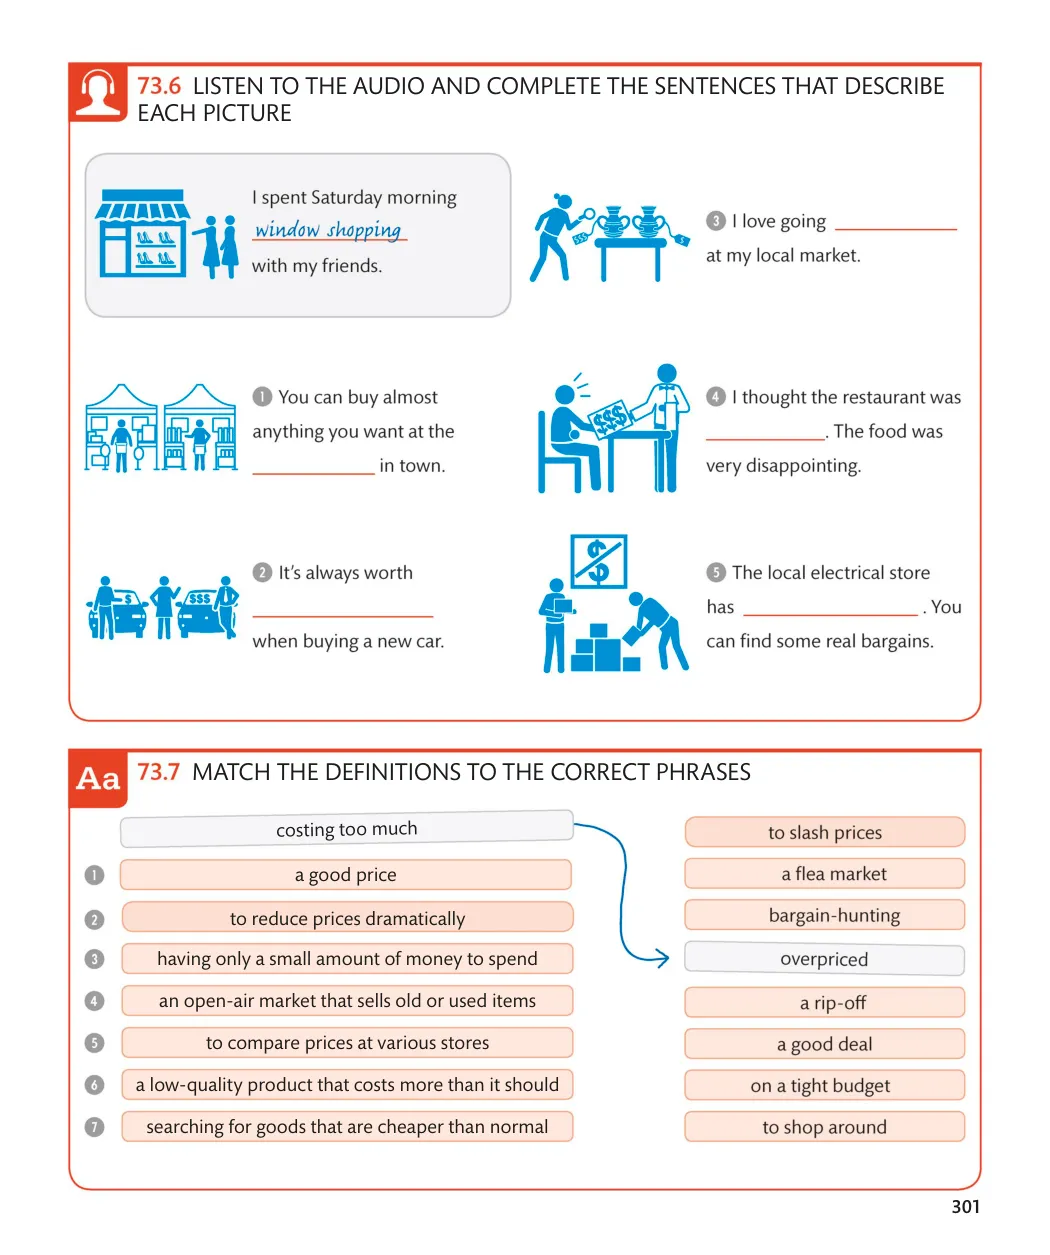 73.6 LISTEN TO THE AUDIO AND COMPLETE THE SENTENCES THAT DESCRIBE
EACH PICTURE
I spent Saturday morning
window shopping
with my friends.
1 You can buy almost
anything you want at the
____________ in town.
2 It's always worth
____________
when buying a new car.
$
$$$
3 I love going ____________
at my local market.
$$$
$
4 I thought the restaurant was
____________. The food was
very disappointing.
$$$
5 The local electrical store
has ____________ . You
can find some real bargains.
Aa
73.7 MATCH THE DEFINITIONS TO THE CORRECT PHRASES
costing too much
1 a good price
2 to reduce prices dramatically
3 having only a small amount of money to spend
4 an open-air market that sells old or used items
5 to compare prices at various stores
6 a low-quality product that costs more than it should
7 searching for goods that are cheaper than normal
to slash prices
a flea market
bargain-hunting
overpriced
a rip-off
a good deal
on a tight budget
to shop around
301